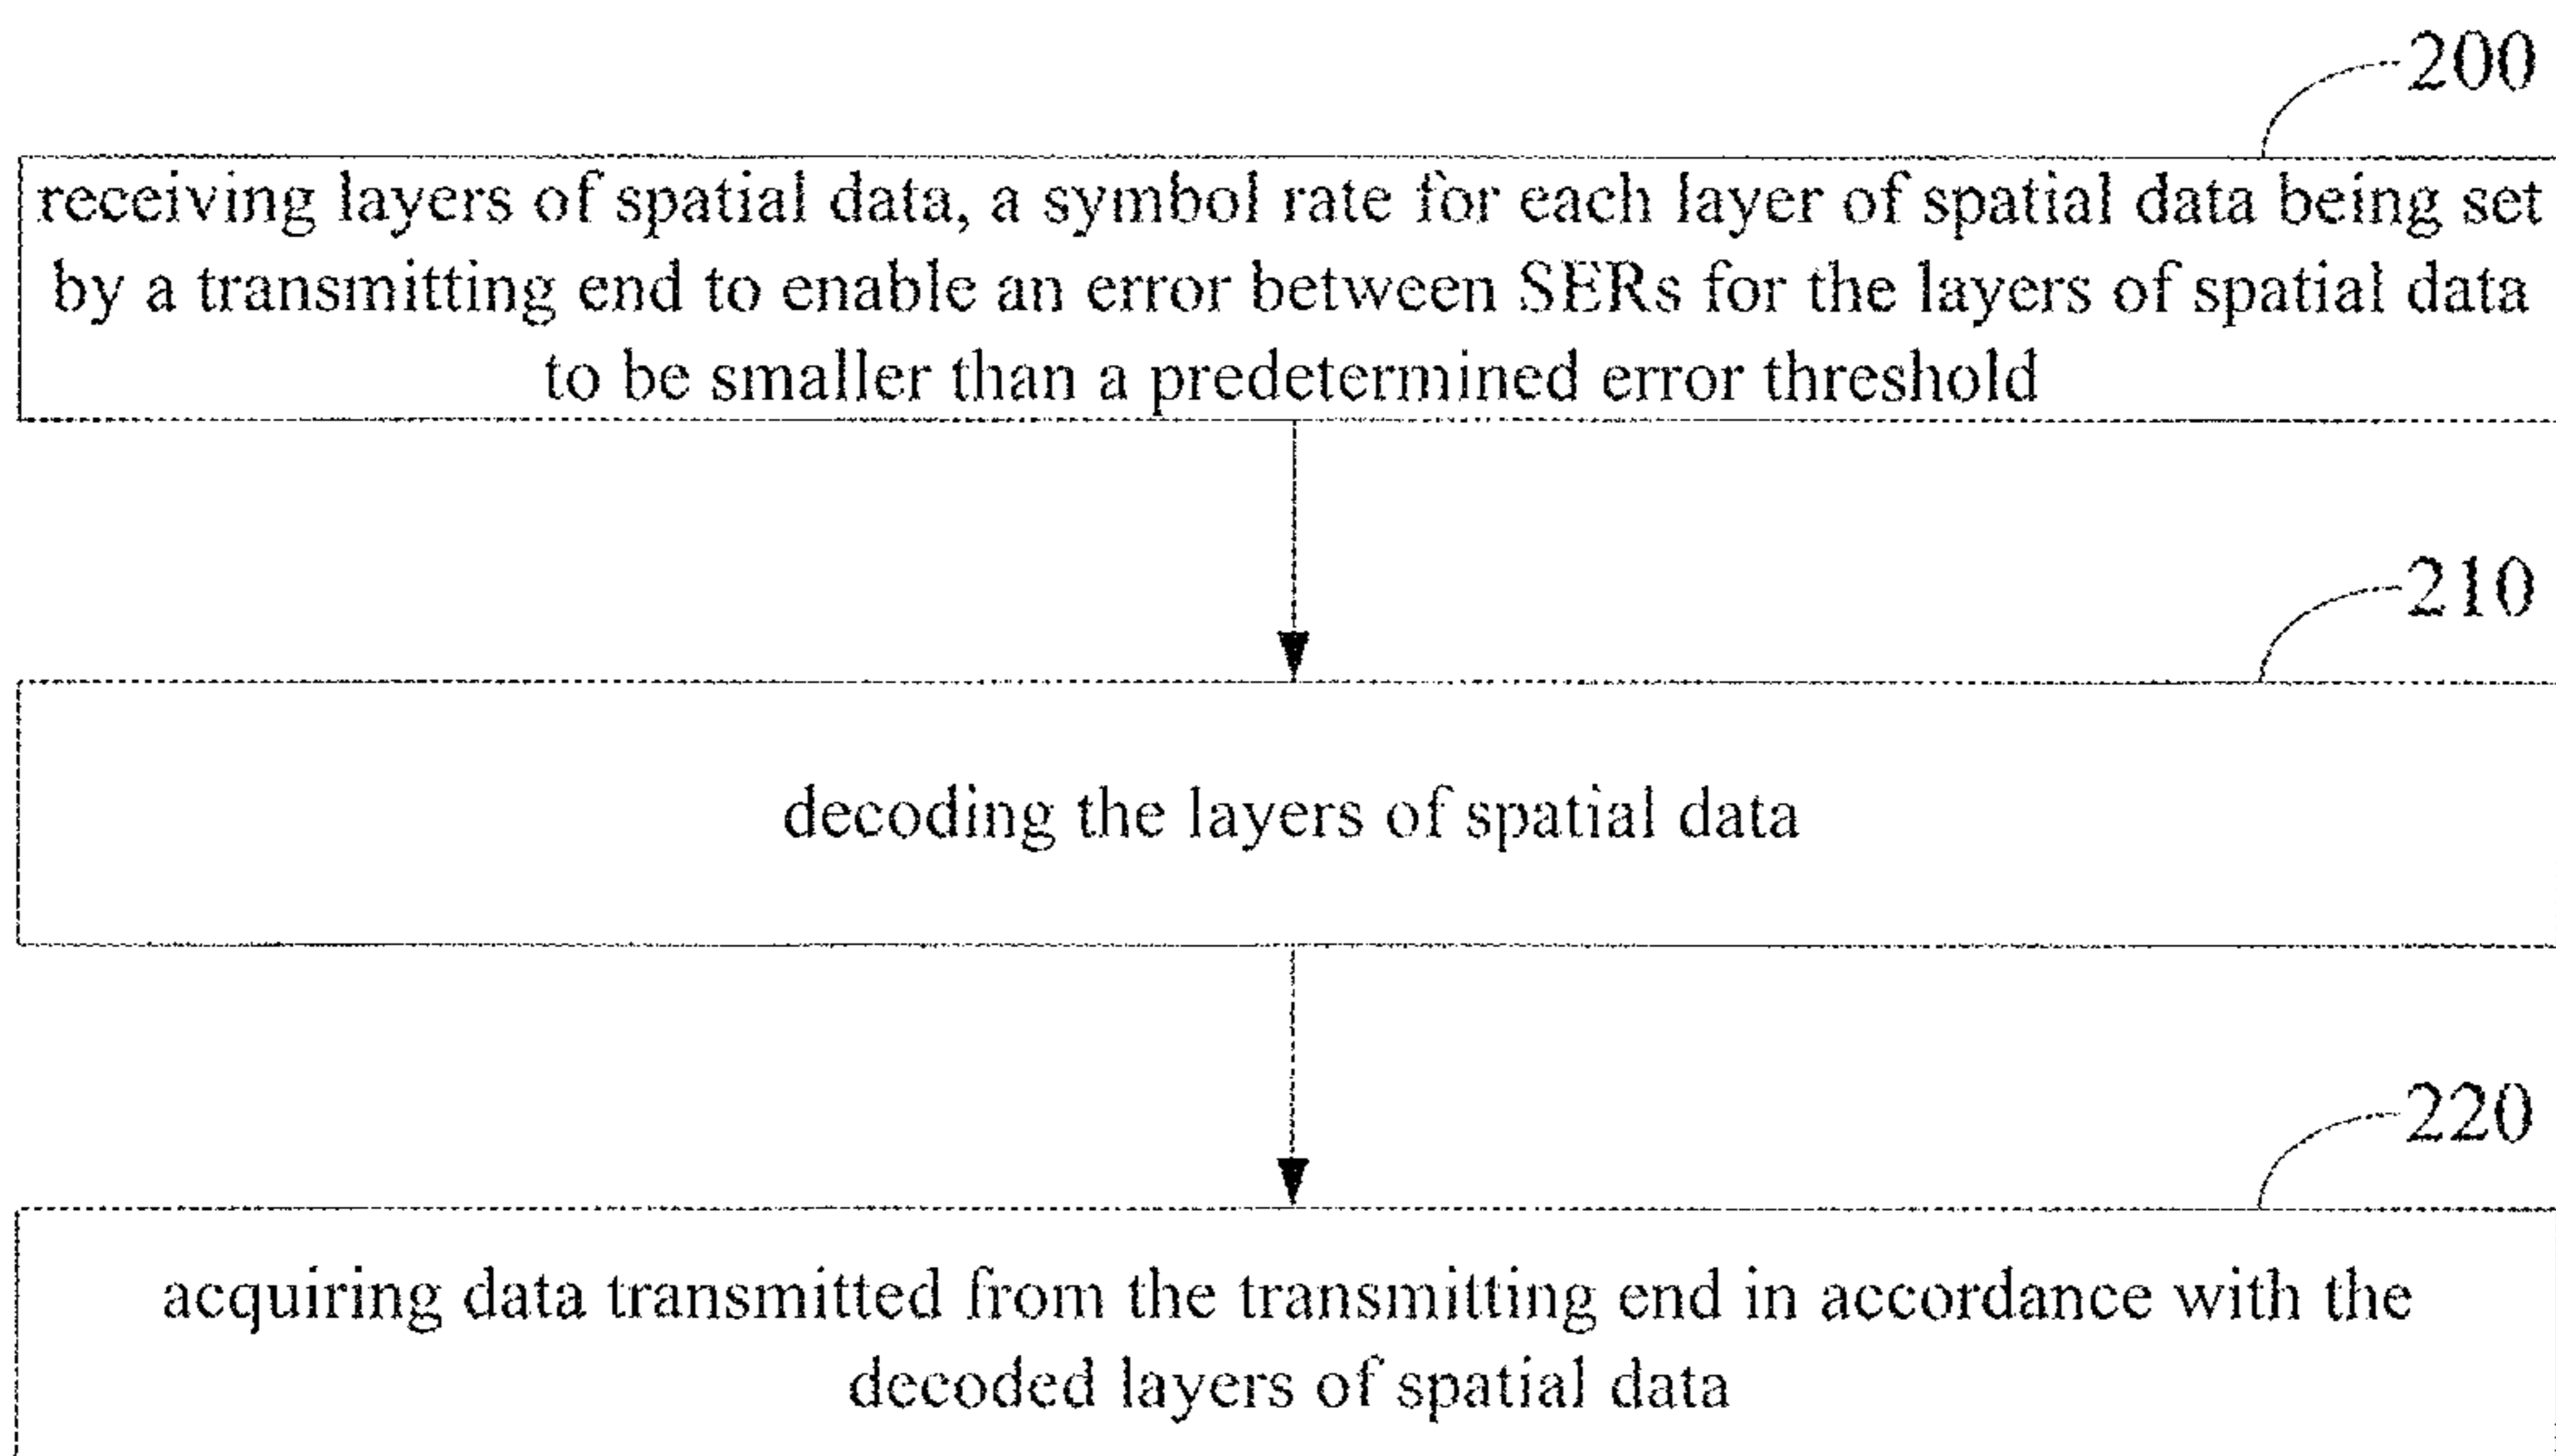 200
receiving layers of spatial data, a symbol rate for each layer of spatial data being set
by a transmitting end to enable an error between SERs for the layers of spatial data
to be smaller than a predetermined error threshold
210
decoding the layers of spatial data
220
acquiring data transmitted from the transmitting end in accordance with the
decoded layers of spatial data